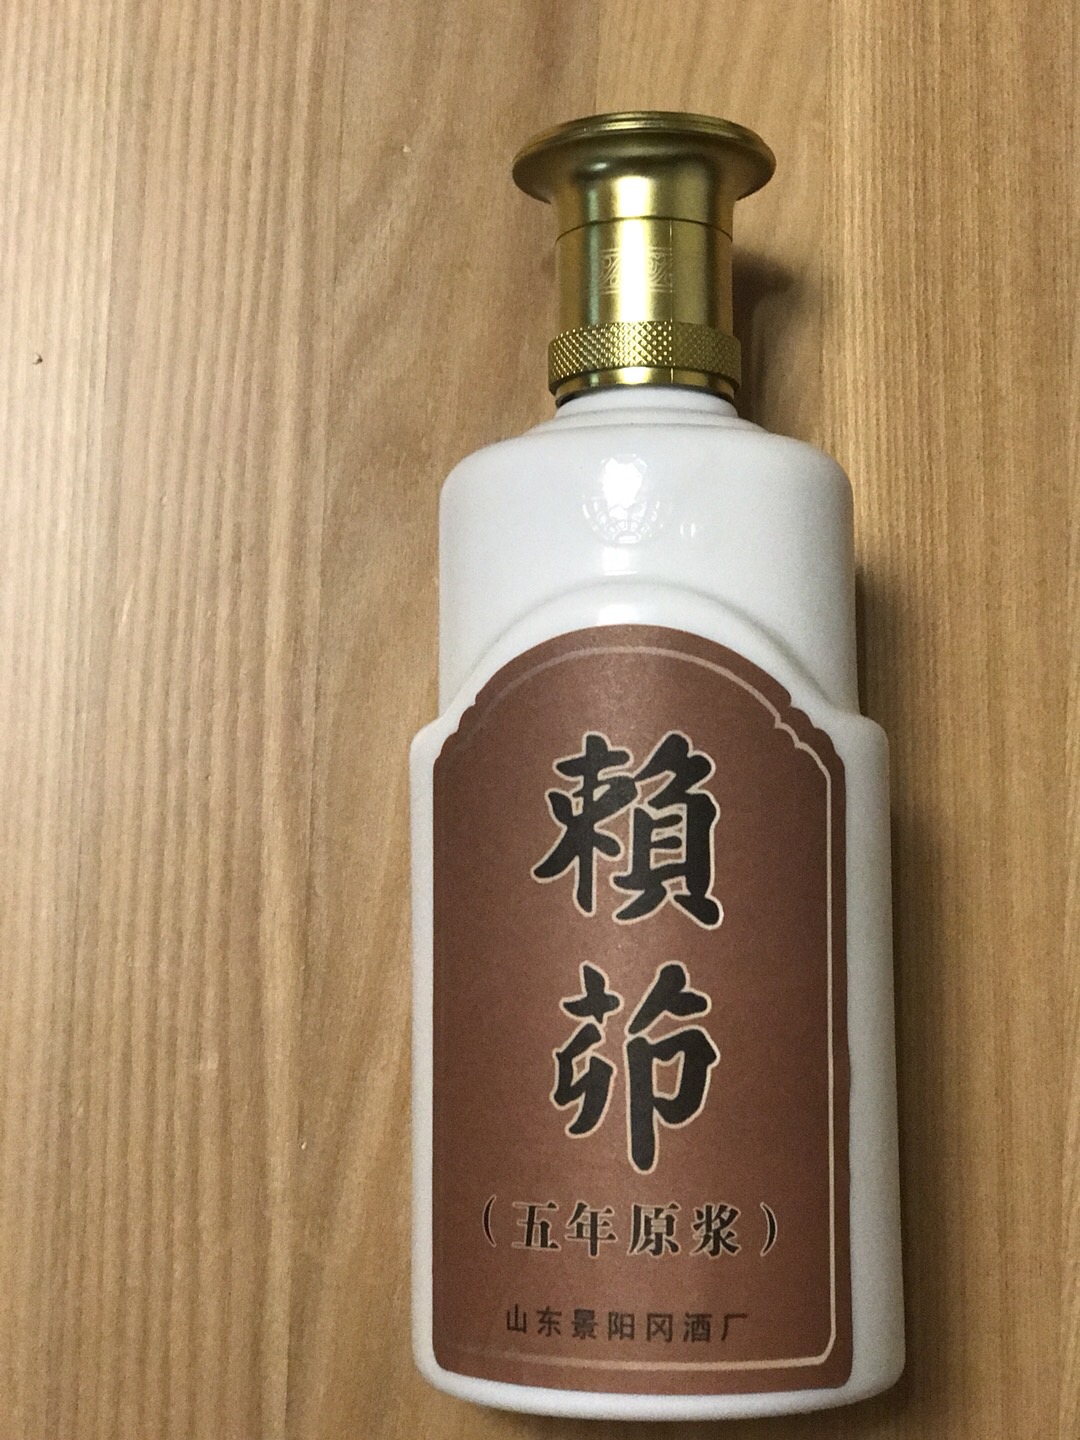 賴
茆
（五年原浆）
山东景阳冈酒厂